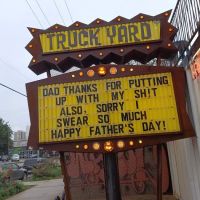 TRUCK YARD
DAD THANKS FOR PUTTING
UP WITH MY SH!T
ALSO, SORRY I
SWEAR SO MUCH
HAPPY FATHER'S DAY!